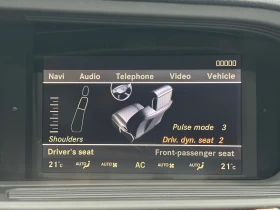 00000
Navi Audio Telephone Video Vehicle
Pulse mode 3
Shoulders Driv. dyn. seat 2
Driver's seat Front-passenger seat
21°c AUTO AUTO AC AUTO AUTO 21°c